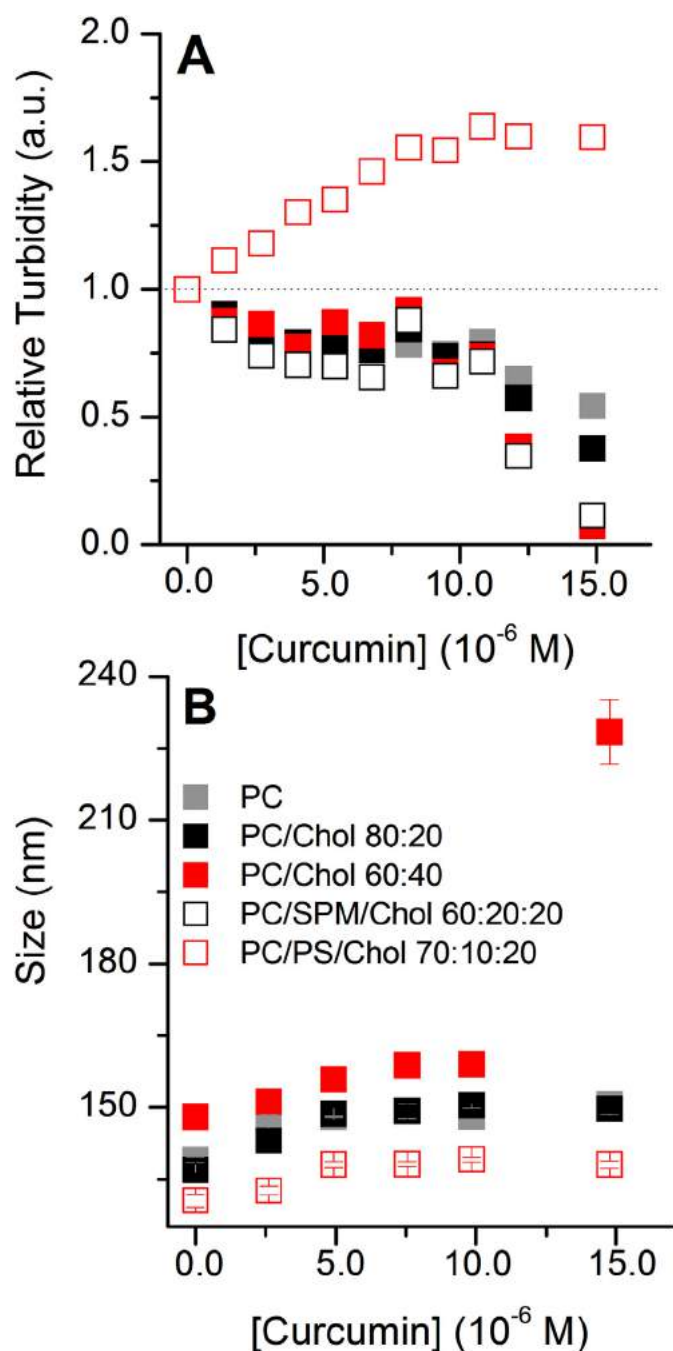 A
2.0
1.5
1.0
0.5
0.0
Relative Turbidity (a.u.)
0.0 5.0 10.0 15.0
[Curcumin] (10⁻⁶ M)
B
240
210
180
150
Size (nm)
PC
PC/Chol 80:20
PC/Chol 60:40
PC/SPM/Chol 60:20:20
PC/PS/Chol 70:10:20
0.0 5.0 10.0 15.0
[Curcumin] (10⁻⁶ M)